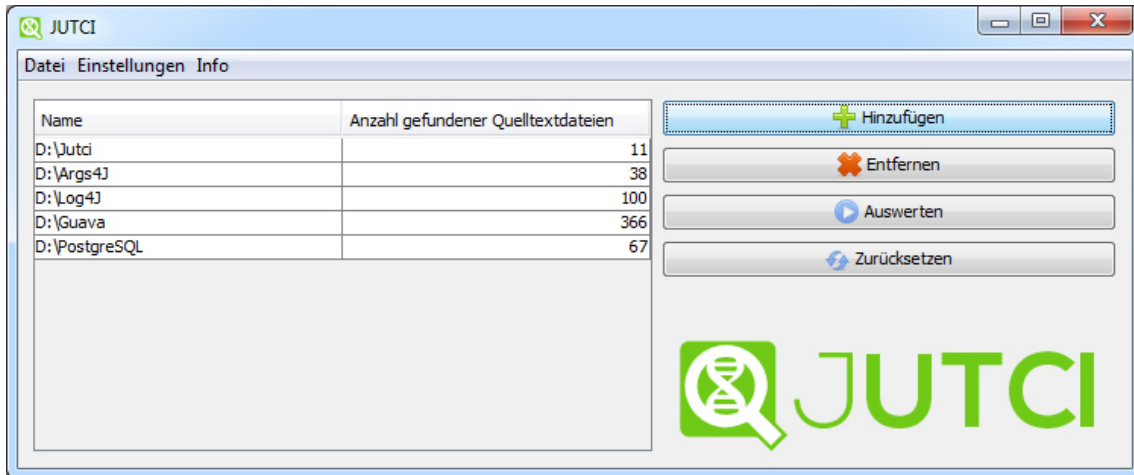 JUTCI
Datei Einstellungen Info
Name Anzahl gefundener Quelltextdateien
D:\Jutci 11
D:\Args4J 38
D:\Log4J 100
D:\Guava 366
D:\PostgreSQL 67
Hinzufügen
Entfernen
Auswerten
Zurücksetzen
JUTCI